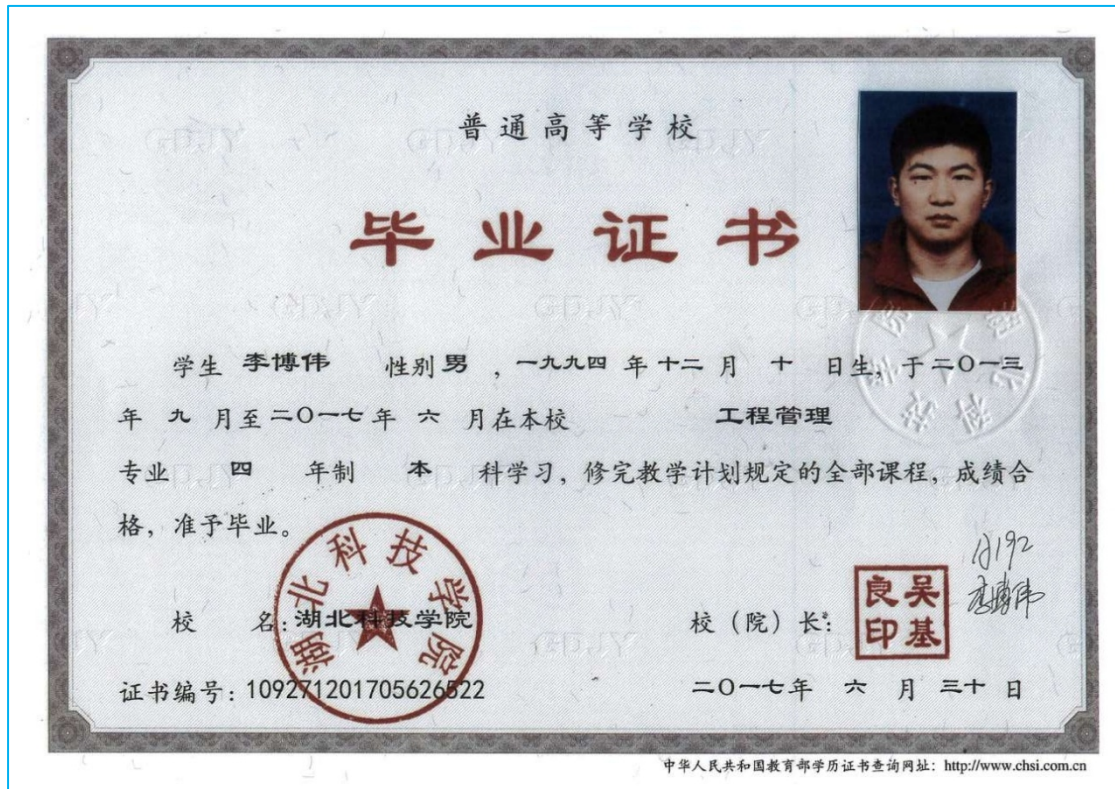 普通高等学校
毕业证书
学生 李博伟 性别 男 ，一九九四 年 十二 月 十 日生，于二〇一三
年 九 月至二〇一七年 六 月在本校 工程管理
专业 四 年制 本 科学习，修完教学计划规定的全部课程，成绩合
格，准予毕业。
湖北科技学院
校 名：湖北科技学院
校（院）长：
吴基良印
李博伟
证书编号：109271201705626522
二〇一七年 六 月 三十 日
中华人民共和国教育部学历证书查询网址：http://www.chsi.com.cn